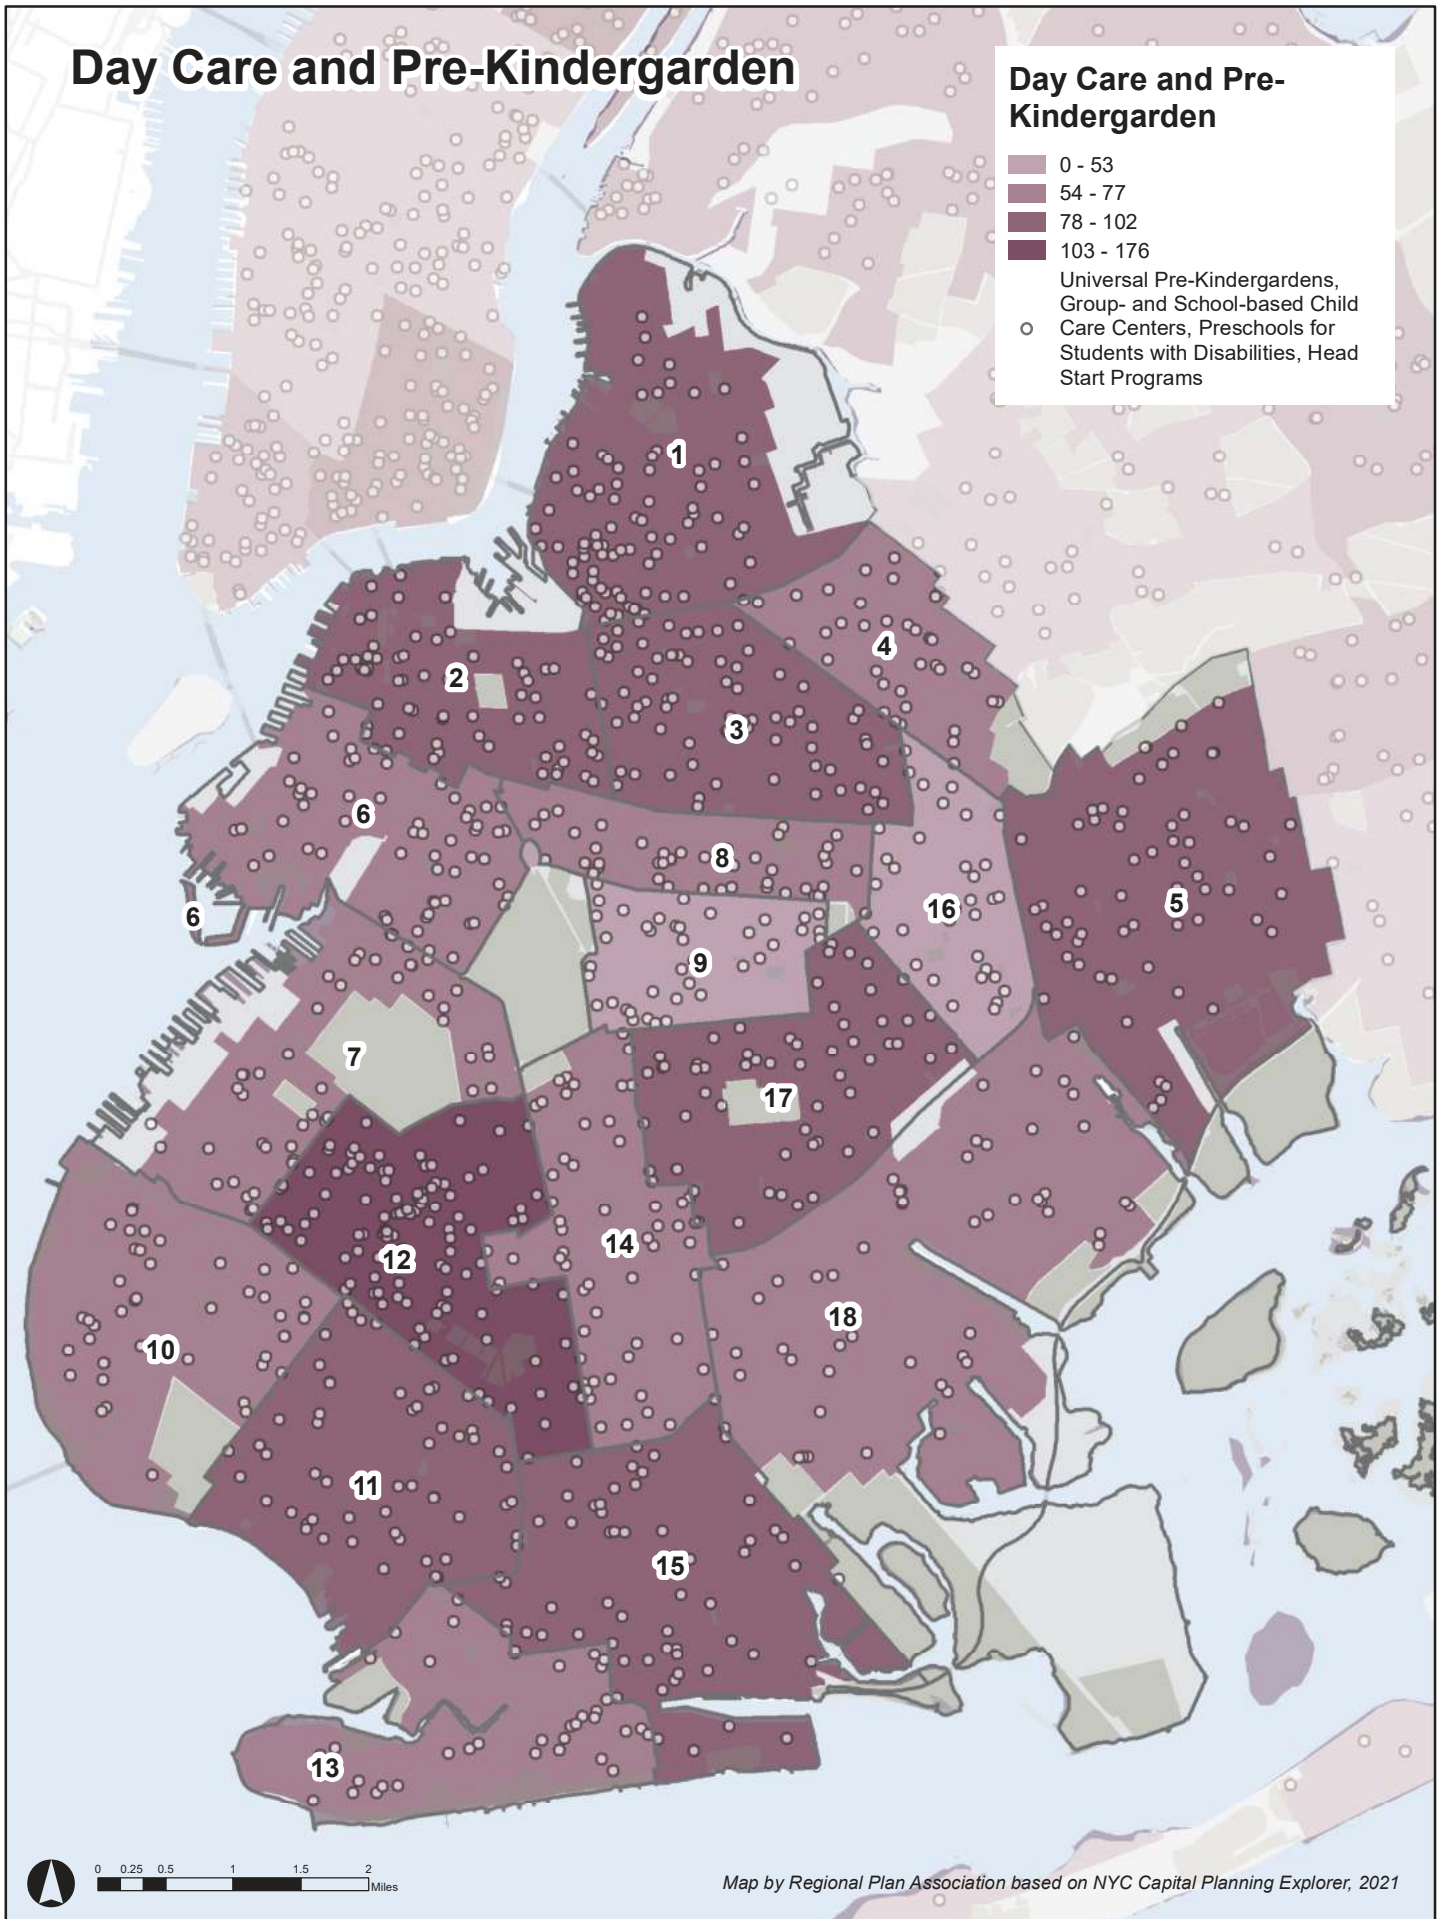 Day Care and Pre-Kindergarden
Day Care and Pre-
Kindergarden
0 - 53
54 - 77
78 - 102
103 - 176
Universal Pre-Kindergardens,
Group- and School-based Child
Care Centers, Preschools for
Students with Disabilities, Head
Start Programs
1
4
2
3
6
8
5
16
6
9
7
17
14
12
18
10
11
15
13
0 0.25 0.5 1 1.5 2
Miles
Map by Regional Plan Association based on NYC Capital Planning Explorer, 2021